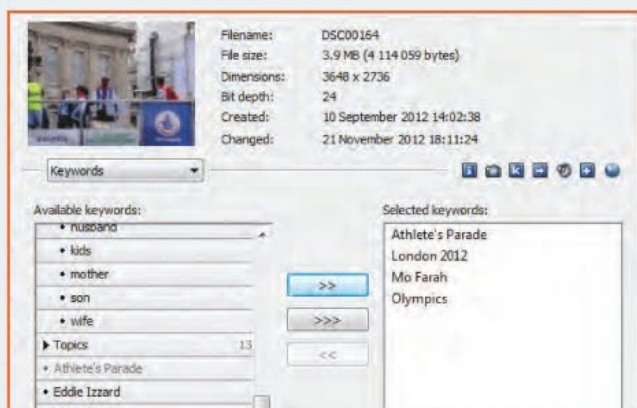 Filename: DSC00164
File size: 3.9 MB (4 114 059 bytes)
Dimensions: 3648 x 2736
Bit depth: 24
Created: 10 September 2012 14:02:38
Changed: 21 November 2012 18:11:24
Keywords
Available keywords:
• husband
• kids
• mother
• son
• wife
Topics 13
• Athlete's Parade
• Eddie Izzard
>>
>>>
<<
Selected keywords:
Athlete's Parade
London 2012
Mo Farah
Olympics